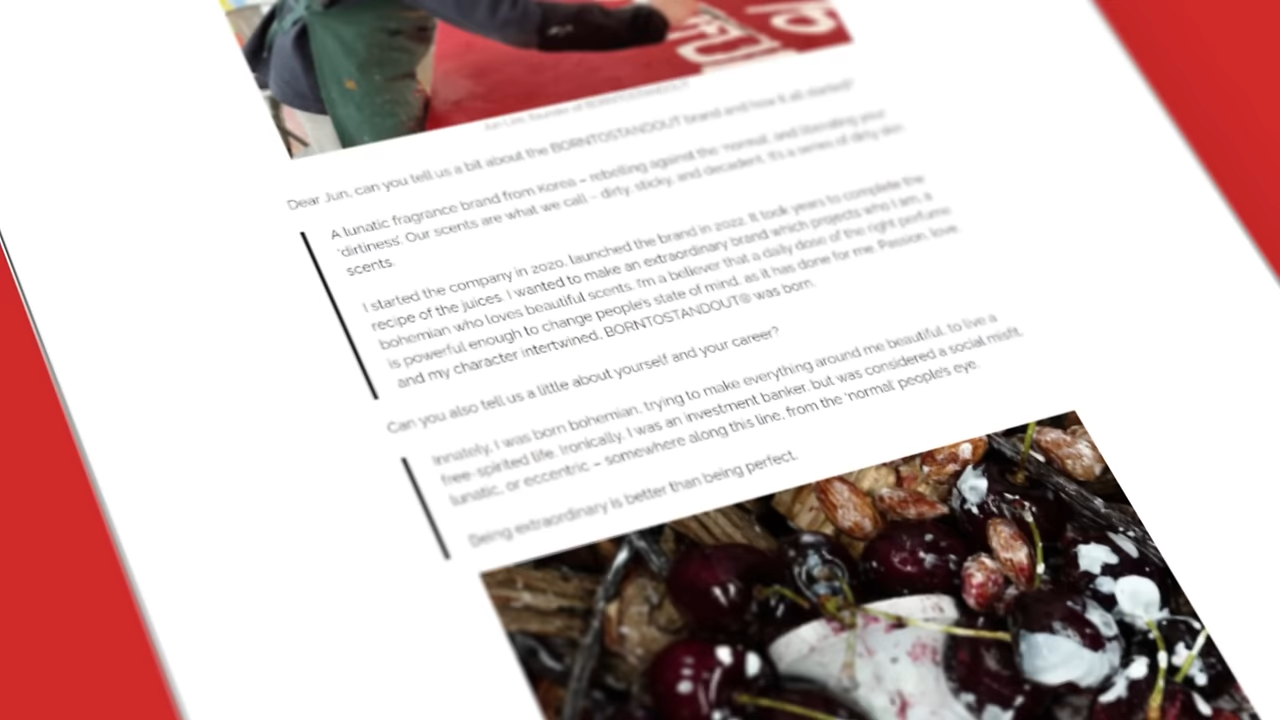 Jun Lee, founder of BORNTOSTANDOUT
Dear Jun, can you tell us a bit about the BORNTOSTANDOUT brand and how it all started?
A lunatic fragrance brand from Korea – rebelling against the 'normal', and liberating your
'dirtiness'. Our scents are what we call – dirty, sticky, and decadent. It's a series of dirty skin
scents.
I started the company in 2020, launched the brand in 2022. It took years to complete the
recipe of the juices. I wanted to make an extraordinary brand which projects who I am, a
bohemian who loves beautiful scents. I'm a believer that a daily dose of the right perfume
is powerful enough to change people's state of mind, as it has done for me. Passion, love,
and my character intertwined, BORNTOSTANDOUT® was born.
Can you also tell us a little about yourself and your career?
Innately, I was born bohemian, trying to make everything around me beautiful, to live a
free-spirited life. Ironically, I was an investment banker, but was considered a social misfit,
lunatic, or eccentric – somewhere along this line, from the 'normal' people's eye.
Being extraordinary is better than being perfect.